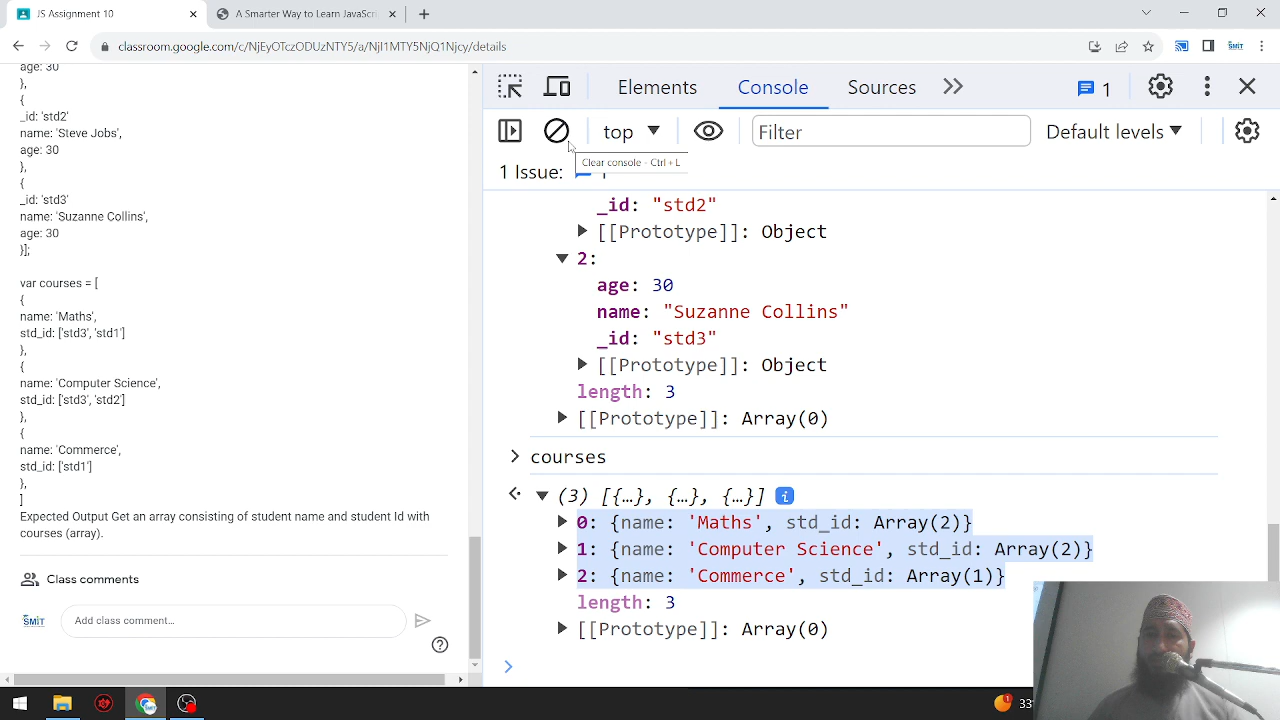 JS Assignment 10
A Smarter Way to Learn JavaScri
classroom.google.com/c/NjEyOTczODUzNTY5/a/NjI1MTY5NjQ1Njcy/details
age: 30
},
{
_id: 'std2'
name: 'Steve Jobs',
age: 30
},
{
_id: 'std3'
name: 'Suzanne Collins',
age: 30
}];
var courses = [
{
name: 'Maths',
std_id: ['std3', 'std1']
},
{
name: 'Computer Science',
std_id: ['std3', 'std2']
},
{
name: 'Commerce',
std_id: ['std1']
},
]
Expected Output Get an array consisting of student name and student Id with
courses (array).
Class comments
SMIT
Add class comment...
Elements
Console
Sources
1
top
Filter
Default levels
Clear console - Ctrl + L
1 Issue:
_id: "std2"
[[Prototype]]: Object
2:
age: 30
name: "Suzanne Collins"
_id: "std3"
[[Prototype]]: Object
length: 3
[[Prototype]]: Array(0)
courses
(3) [{…}, {…}, {…}]
0: {name: 'Maths', std_id: Array(2)}
1: {name: 'Computer Science', std_id: Array(2)}
2: {name: 'Commerce', std_id: Array(1)}
length: 3
[[Prototype]]: Array(0)
1